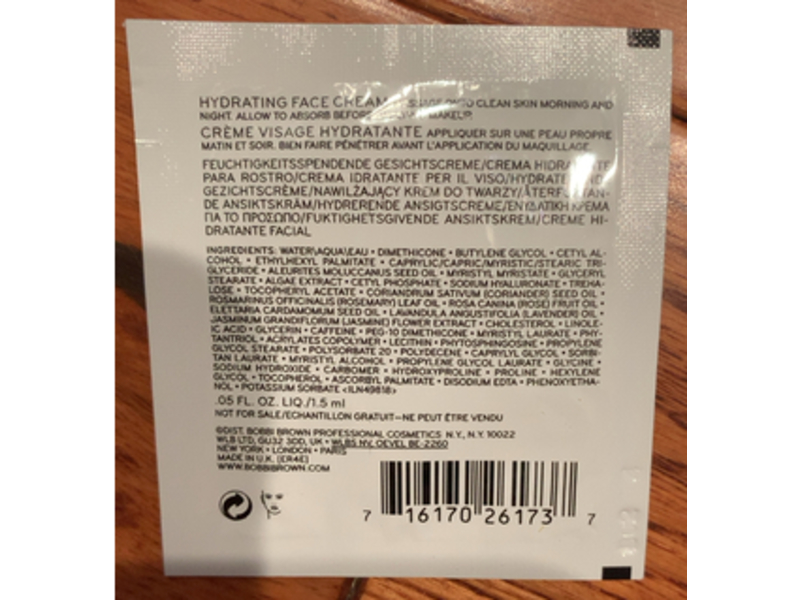 HYDRATING FACE CREAM ONTO CLEAN SKIN MORNING AND
NIGHT. ALLOW TO ABSORB BEFORE MAKEUP.
CRÈME VISAGE HYDRATANTE APPLIQUER SUR UNE PEAU PROPRE
MATIN ET SOIR. BIEN FAIRE PÉNÉTRER AVANT L'APPLICATION DU MAQUILLAGE.
FEUCHTIGKEITSSPENDENDE GESICHTSCREME/CREMA HIDRATANTE
PARA ROSTRO/CREMA IDRATANTE PER IL VISO/HYDRATERENDE
GEZICHTSCRÈME/NAWILŻAJĄCY KREM DO TWARZY/ÅTERFUKTAN-
DE ANSIKTSKRÄM/HYDRERENDE ANSIGTSCREME/ΕΝΥΔΑΤΙΚΗ ΚΡΕΜΑ
ΓΙΑ ΤΟ ΠΡΟΣΩΠΟ/FUKTIGHETSGIVENDE ANSIKTSKREM/CREME HI-
DRATANTE FACIAL
INGREDIENTS: WATER\AQUA\EAU • DIMETHICONE • BUTYLENE GLYCOL • CETYL AL-
COHOL • ETHYLHEXYL PALMITATE • CAPRYLIC/CAPRIC/MYRISTIC/STEARIC TRI-
GLYCERIDE • ALEURITES MOLUCCANUS SEED OIL • MYRISTYL MYRISTATE • GLYCERYL
STEARATE • ALGAE EXTRACT • CETYL PHOSPHATE • SODIUM HYALURONATE • TREHA-
LOSE • TOCOPHERYL ACETATE • CORIANDRUM SATIVUM (CORIANDER) SEED OIL •
ROSMARINUS OFFICINALIS (ROSEMARY) LEAF OIL • ROSA CANINA (ROSE) FRUIT OIL •
ELETTARIA CARDAMOMUM SEED OIL • LAVANDULA ANGUSTIFOLIA (LAVENDER) OIL •
JASMINUM GRANDIFLORUM (JASMINE) FLOWER EXTRACT • CHOLESTEROL • LINOLE-
IC ACID • GLYCERIN • CAFFEINE • PEG-10 DIMETHICONE • MYRISTYL LAURATE • PHY-
TANTRIOL • ACRYLATES COPOLYMER • LECITHIN • PHYTOSPHINGOSINE • PROPYLENE
GLYCOL STEARATE • POLYSORBATE 20 • POLYDECENE • CAPRYLYL GLYCOL • SORBI-
TAN LAURATE • MYRISTYL ALCOHOL • PROPYLENE GLYCOL LAURATE • GLYCINE •
SODIUM HYDROXIDE • CARBOMER • HYDROXYPROLINE • PROLINE • HEXYLENE
GLYCOL • TOCOPHEROL • ASCORBYL PALMITATE • DISODIUM EDTA • PHENOXYETHA-
NOL • POTASSIUM SORBATE <ILN49818>
.05 FL. OZ. LIQ./1.5 ml
NOT FOR SALE/ECHANTILLON GRATUIT—NE PEUT ÊTRE VENDU
©DIST. BOBBI BROWN PROFESSIONAL COSMETICS N.Y., N.Y. 10022
WLB LTD, GU32 3DD, UK • WLBS NV, OEVEL BE-2260
NEW YORK • LONDON • PARIS
MADE IN U.K. [ER4E]
WWW.BOBBIBROWN.COM
7 16170 26173 7